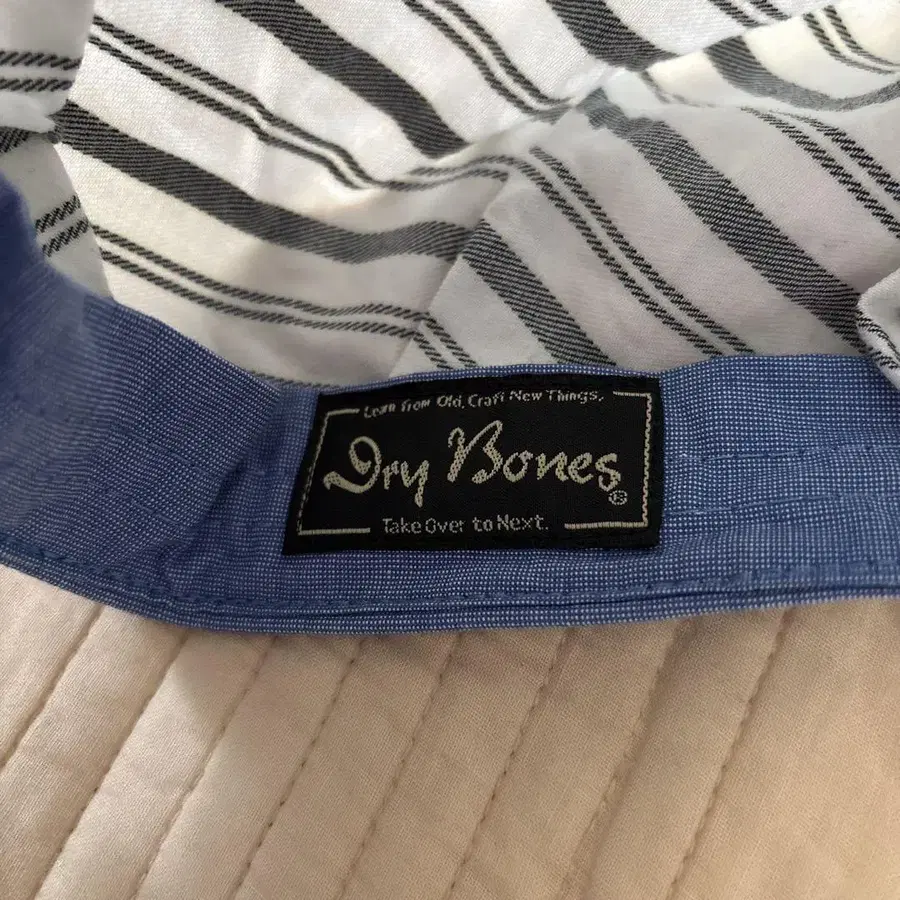 Learn from Old, Craft New Things.
Dry Bones®
Take Over to Next.